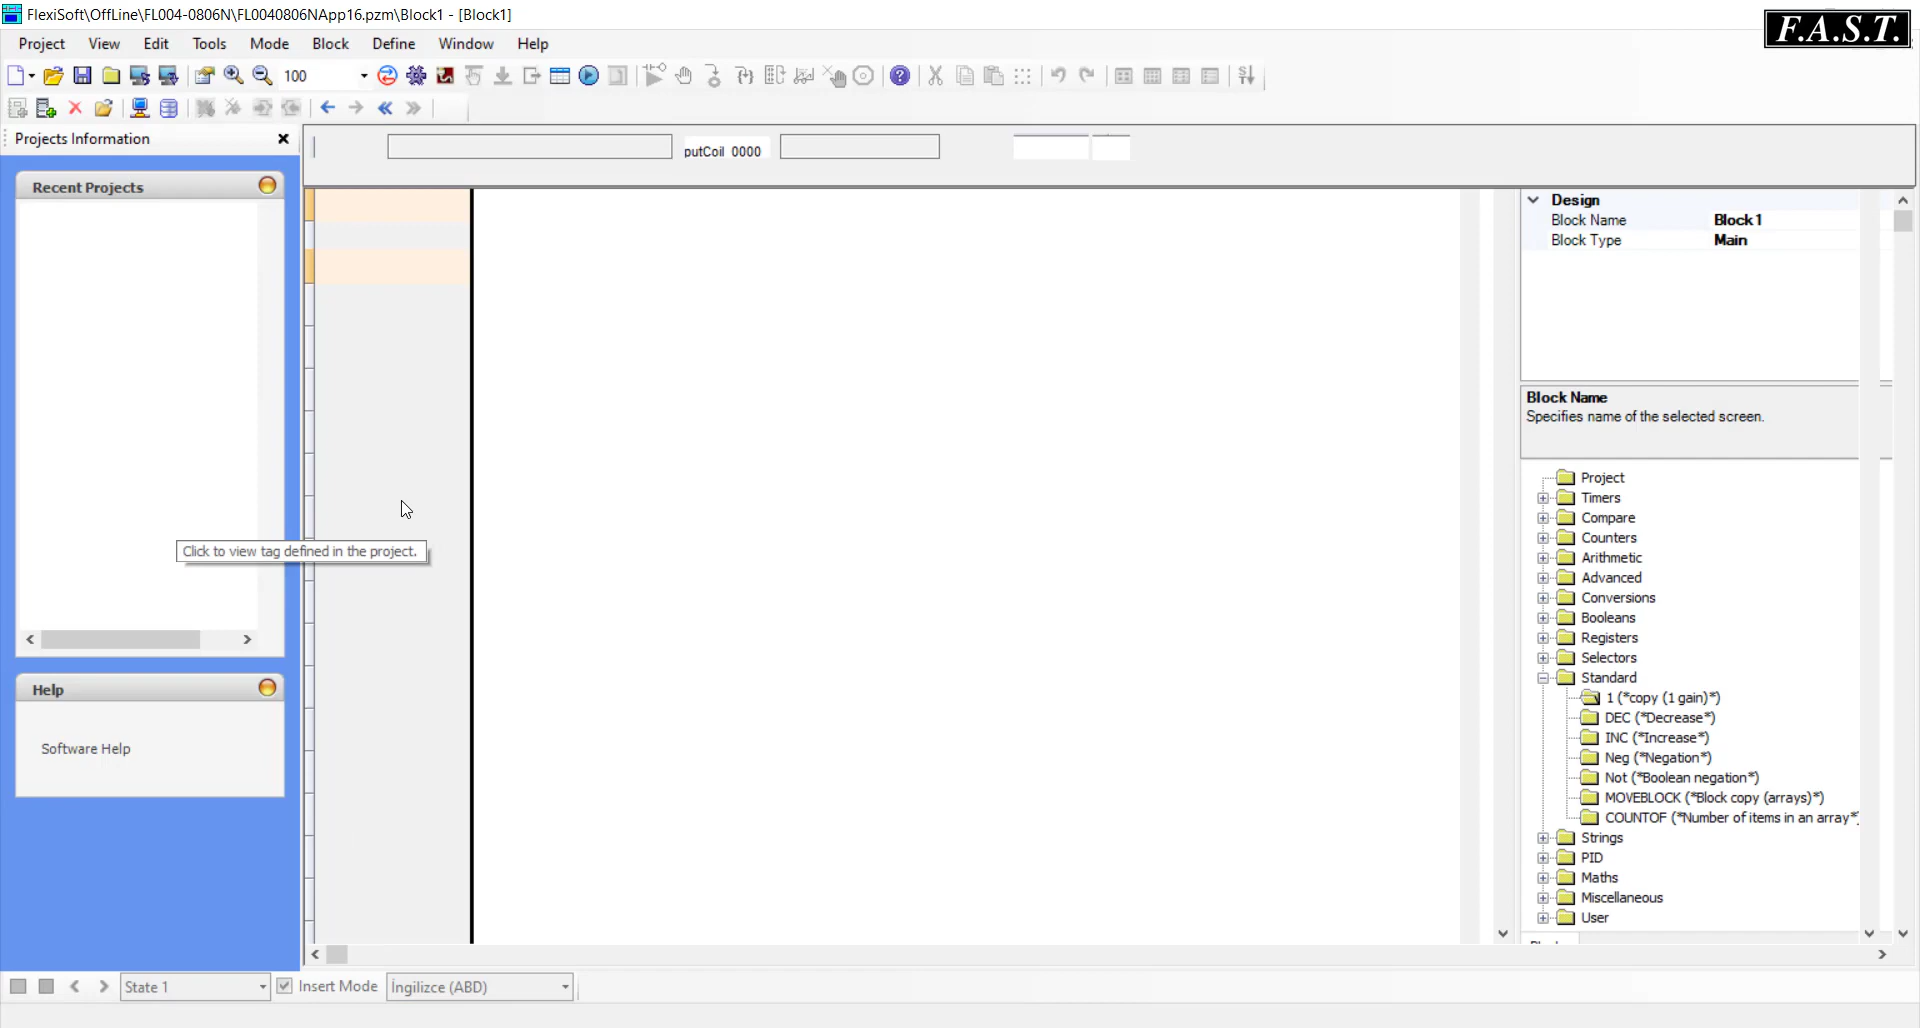 FlexiSoft\OffLine\FL004-0806N\FL0040806NApp16.pzm\Block1 - [Block1]
F.A.S.T.
Project View Edit Tools Mode Block Define Window Help
100
Projects Information
putCoil 0000
Recent Projects
Click to view tag defined in the project.
Help
Software Help
Design
Block Name Block1
Block Type Main
Block Name
Specifies name of the selected screen.
Project
Timers
Compare
Counters
Arithmetic
Advanced
Conversions
Booleans
Registers
Selectors
Standard
1 (*copy (1 gain)*)
DEC (*Decrease*)
INC (*Increase*)
Neg (*Negation*)
Not (*Boolean negation*)
MOVEBLOCK (*Block copy (arrays)*)
COUNTOF (*Number of items in an array*
Strings
PID
Maths
Miscellaneous
User
State 1 Insert Mode İngilizce (ABD)